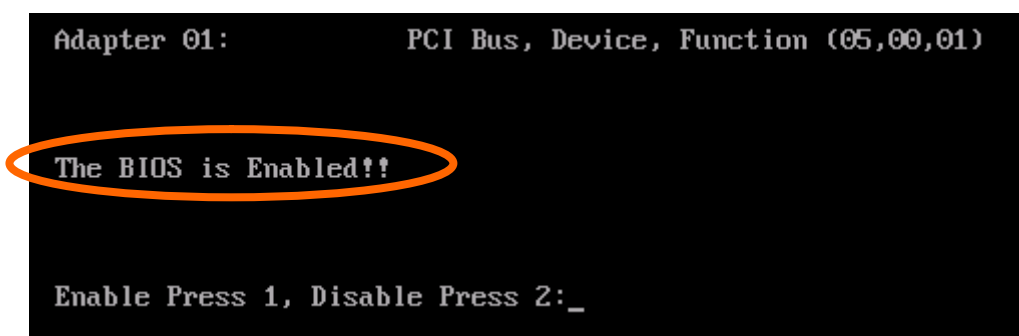 Adapter 01: PCI Bus, Device, Function (05,00,01)
The BIOS is Enabled!!
Enable Press 1, Disable Press 2:_